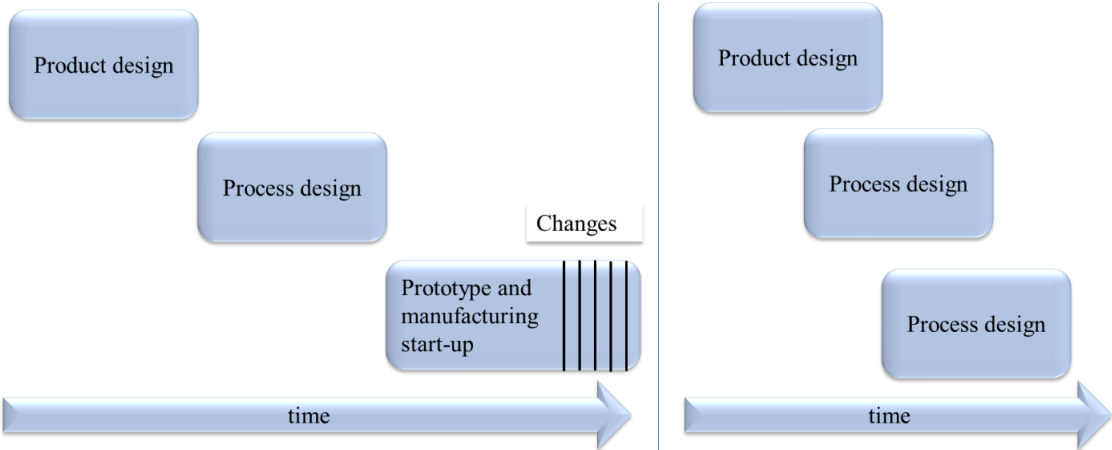 Product design
Process design
Changes
Prototype and
manufacturing
start-up
time
Product design
Process design
Process design
time